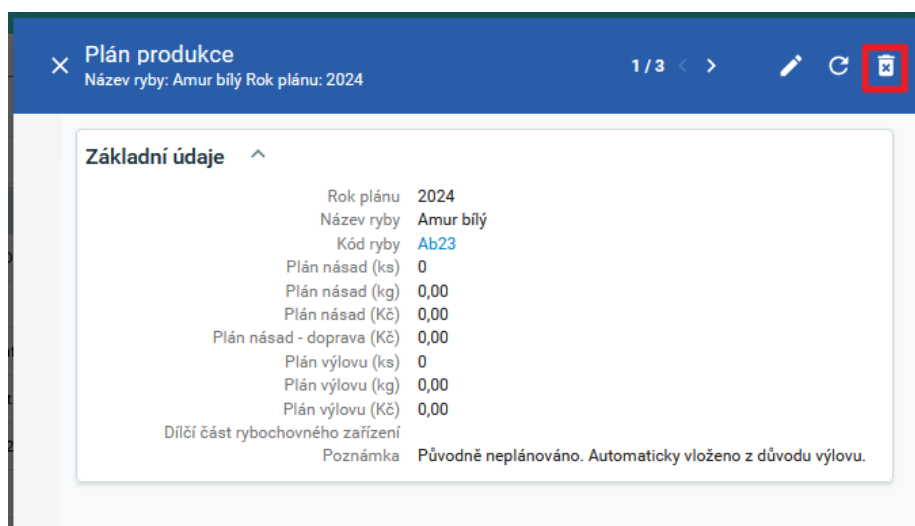 Plán produkce
Název ryby: Amur bílý Rok plánu: 2024
1 / 3
Základní údaje
Rok plánu 2024
Název ryby Amur bílý
Kód ryby Ab23
Plán násad (ks) 0
Plán násad (kg) 0,00
Plán násad (Kč) 0,00
Plán násad - doprava (Kč) 0,00
Plán výlovu (ks) 0
Plán výlovu (kg) 0,00
Plán výlovu (Kč) 0,00
Dílčí část rybochovného zařízení
Poznámka Původně neplánováno. Automaticky vloženo z důvodu výlovu.